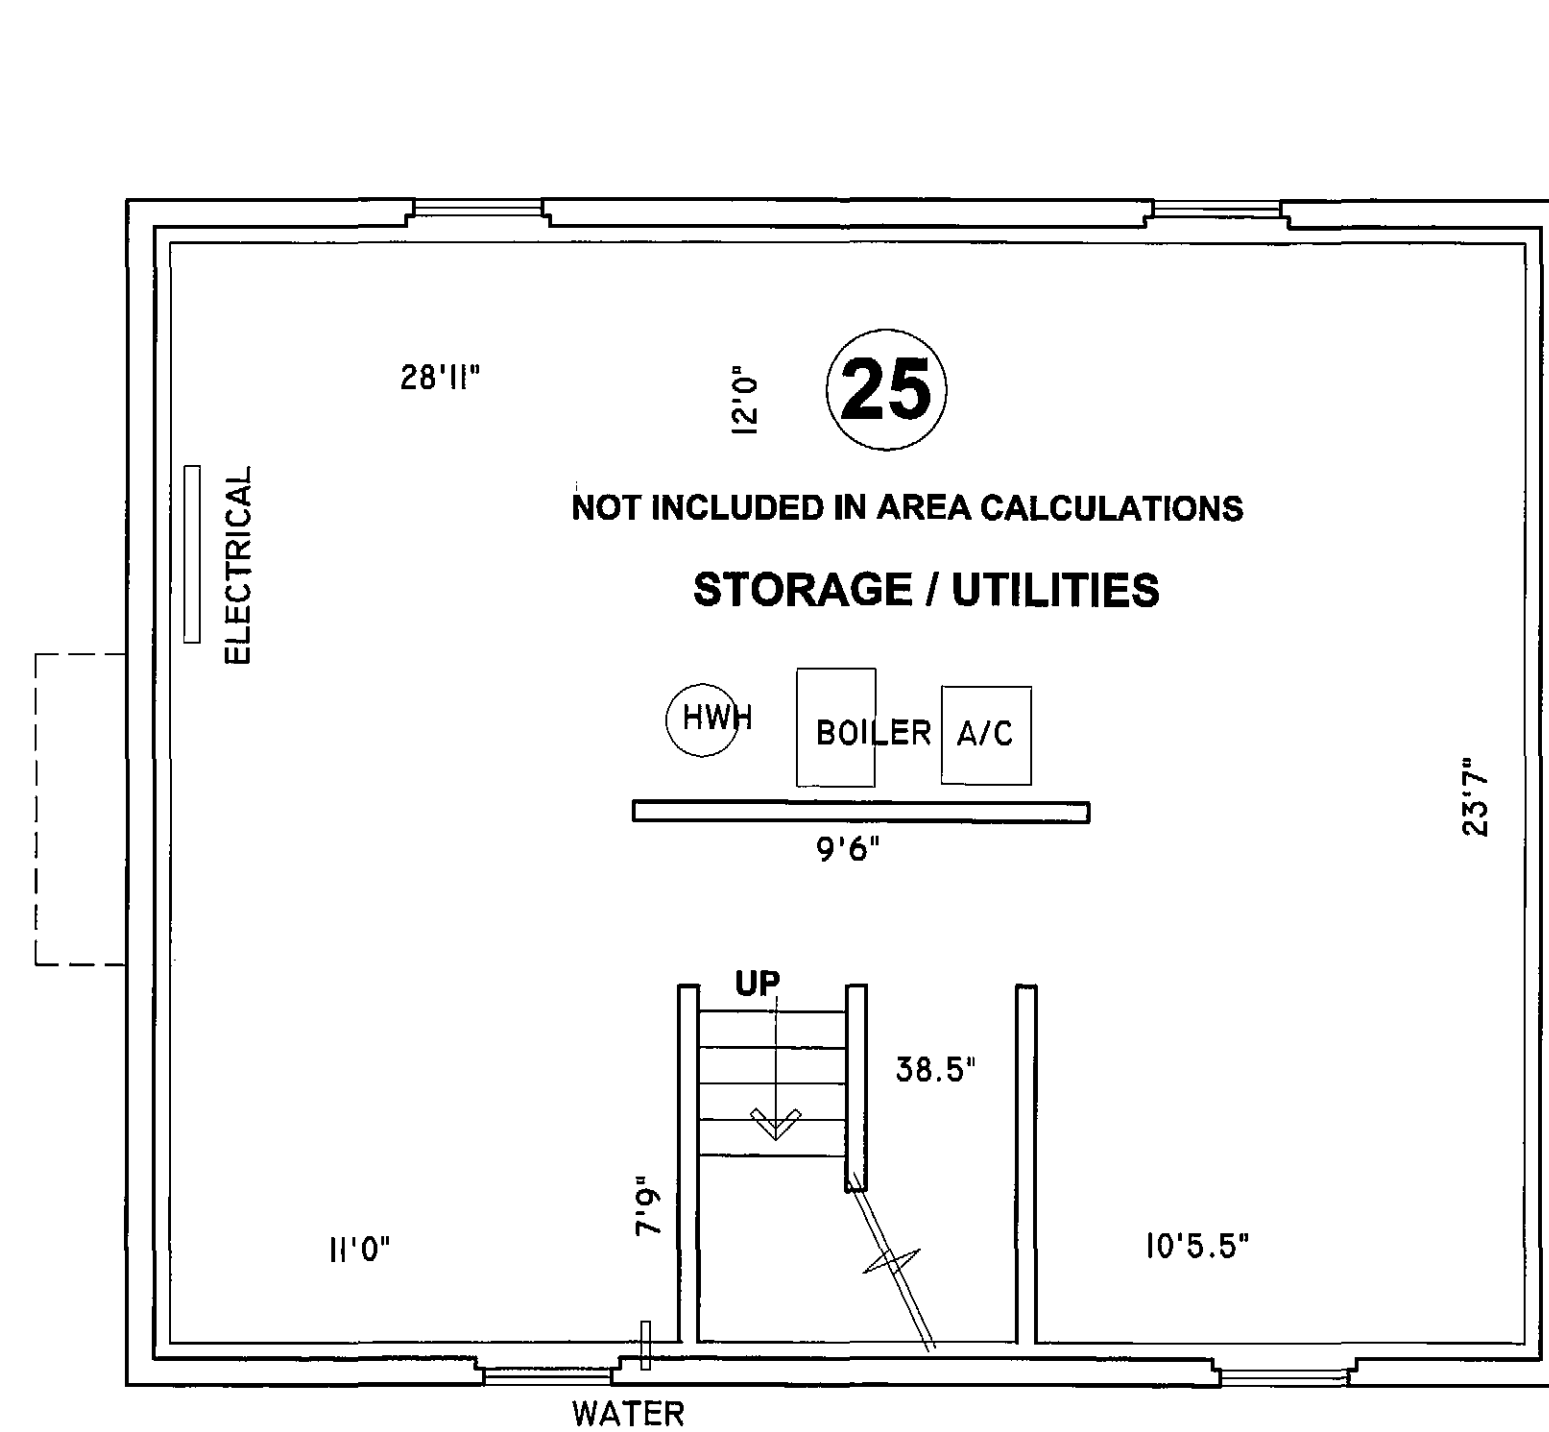 28'11"
12'0"
25
NOT INCLUDED IN AREA CALCULATIONS
ELECTRICAL
STORAGE / UTILITIES
HWH
BOILER
A/C
23'7"
9'6"
UP
38.5"
7'9"
11'0"
10'5.5"
WATER